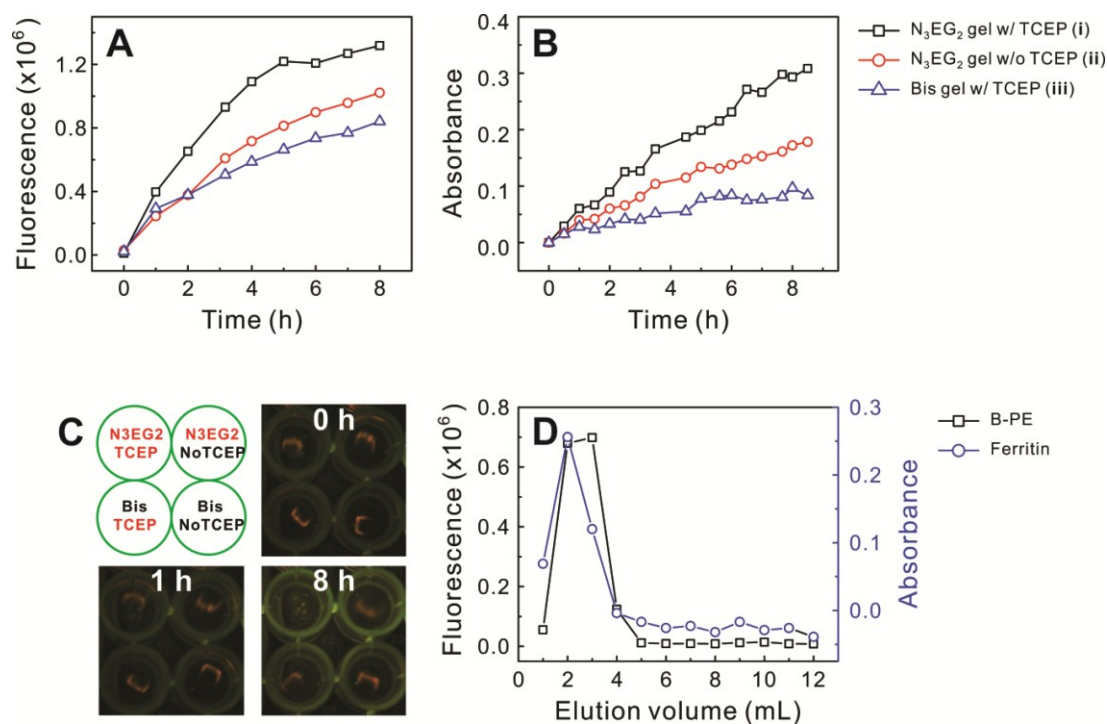 A
Fluorescence (x10⁶)
1.2
0.8
0.4
0.0
0 2 4 6 8
Time (h)
B
Absorbance
0.4
0.3
0.2
0.1
0.0
0 2 4 6 8
Time (h)
N₃EG₂ gel w/ TCEP (i)
N₃EG₂ gel w/o TCEP (ii)
Bis gel w/ TCEP (iii)
C
N3EG2
TCEP
N3EG2
NoTCEP
Bis
TCEP
Bis
NoTCEP
0 h
1 h
8 h
D
Fluorescence (x10⁶)
0.8
0.6
0.4
0.2
0.0
0 2 4 6 8 10 12
Elution volume (mL)
0.3
0.2
0.1
0.0
Absorbance
B-PE
Ferritin